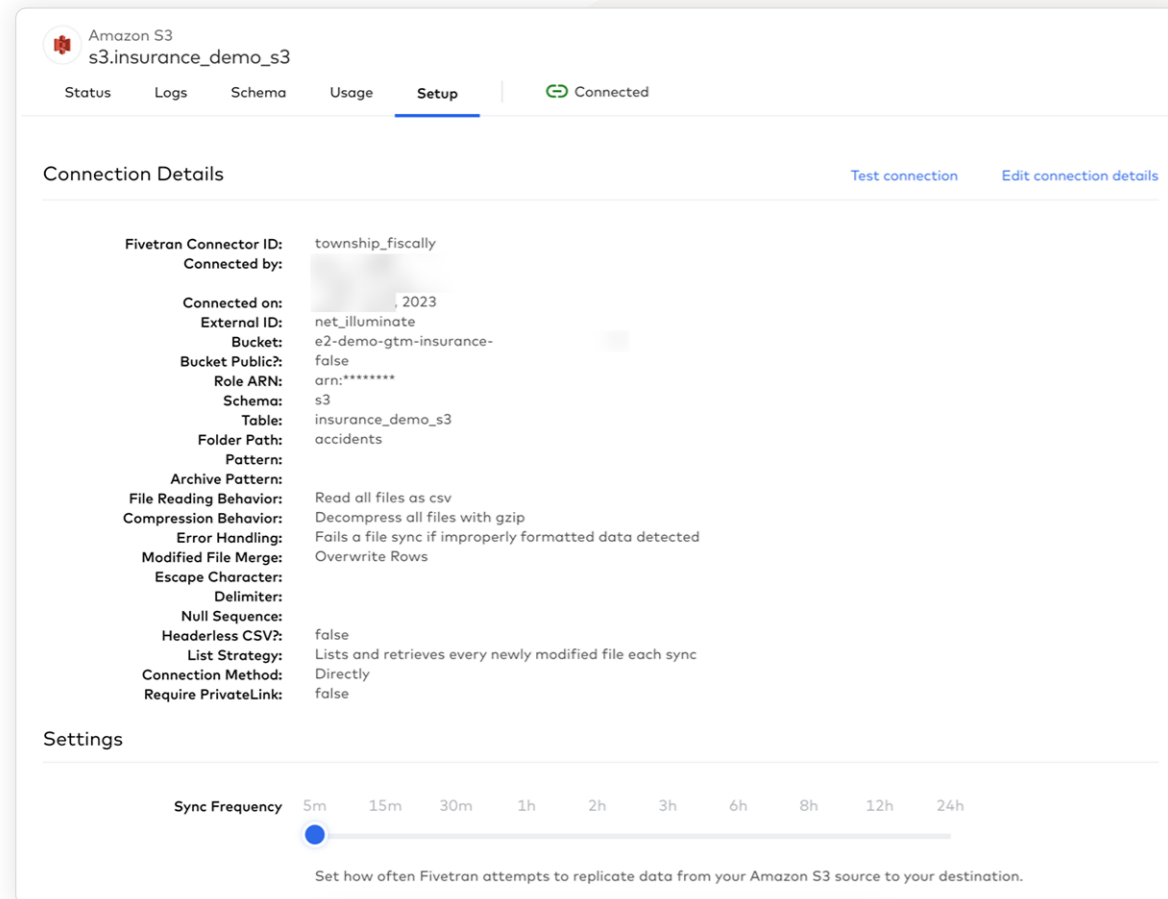 Amazon S3
s3.insurance_demo_s3
Status Logs Schema Usage Setup Connected
Connection Details Test connection Edit connection details
Fivetran Connector ID: township_fiscally
Connected by:
Connected on: , 2023
External ID: net_illuminate
Bucket: e2-demo-gtm-insurance-
Bucket Public?: false
Role ARN: arn:********
Schema: s3
Table: insurance_demo_s3
Folder Path: accidents
Pattern:
Archive Pattern:
File Reading Behavior: Read all files as csv
Compression Behavior: Decompress all files with gzip
Error Handling: Fails a file sync if improperly formatted data detected
Modified File Merge: Overwrite Rows
Escape Character:
Delimiter:
Null Sequence:
Headerless CSV?: false
List Strategy: Lists and retrieves every newly modified file each sync
Connection Method: Directly
Require PrivateLink: false
Settings
Sync Frequency 5m 15m 30m 1h 2h 3h 6h 8h 12h 24h
Set how often Fivetran attempts to replicate data from your Amazon S3 source to your destination.